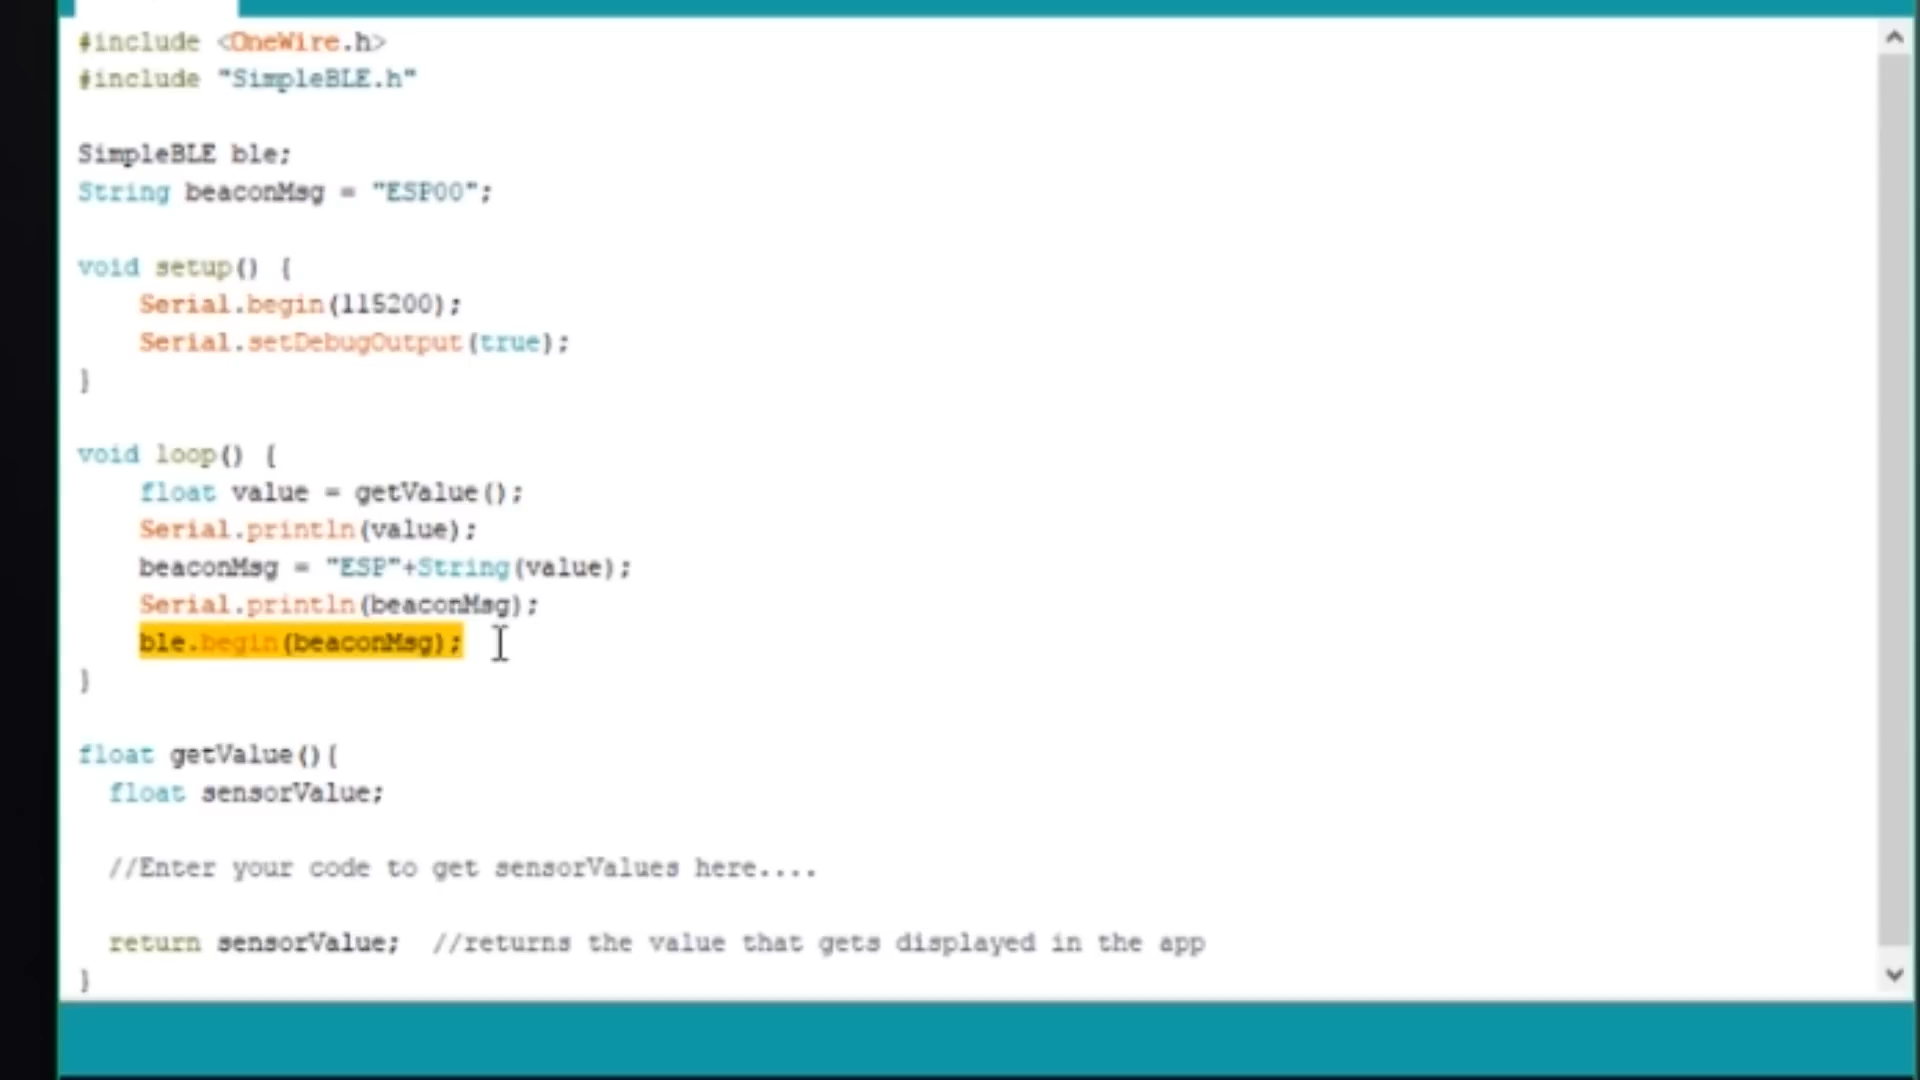 #include <OneWire.h>
#include "SimpleBLE.h"
SimpleBLE ble;
String beaconMsg = "ESP00";
void setup() {
Serial.begin(115200);
Serial.setDebugOutput(true);
}
void loop() {
float value = getValue();
Serial.println(value);
beaconMsg = "ESP"+String(value);
Serial.println(beaconMsg);
ble.begin(beaconMsg);
}
float getValue(){
float sensorValue;
//Enter your code to get sensorValues here....
return sensorValue;  //returns the value that gets displayed in the app
}